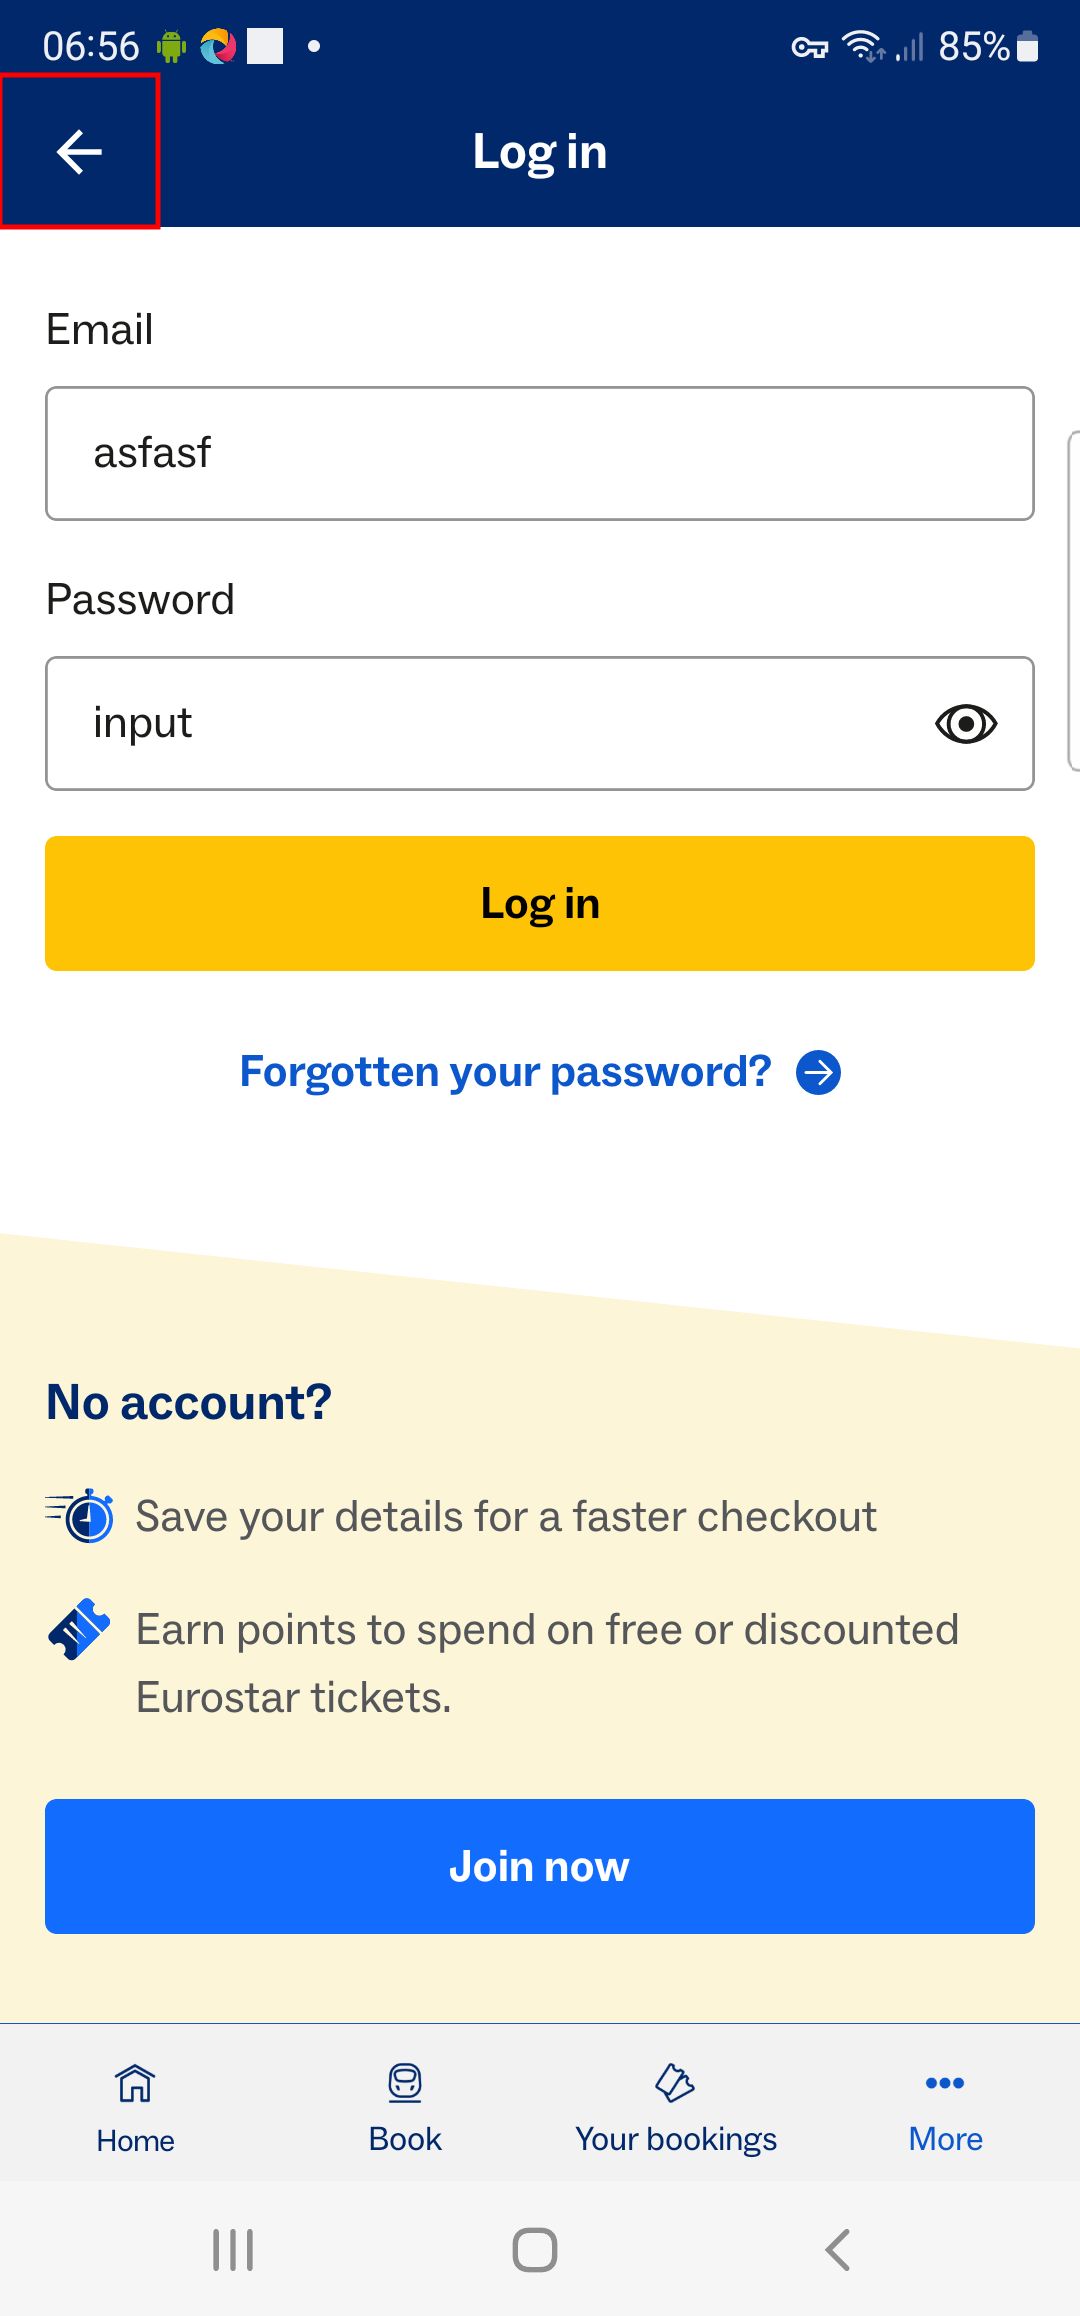 06:56
85%
Log in
Email
asfasf
Password
input
Log in
Forgotten your password?
No account?
Save your details for a faster checkout
Earn points to spend on free or discounted
Eurostar tickets.
Join now
Home
Book
Your bookings
More